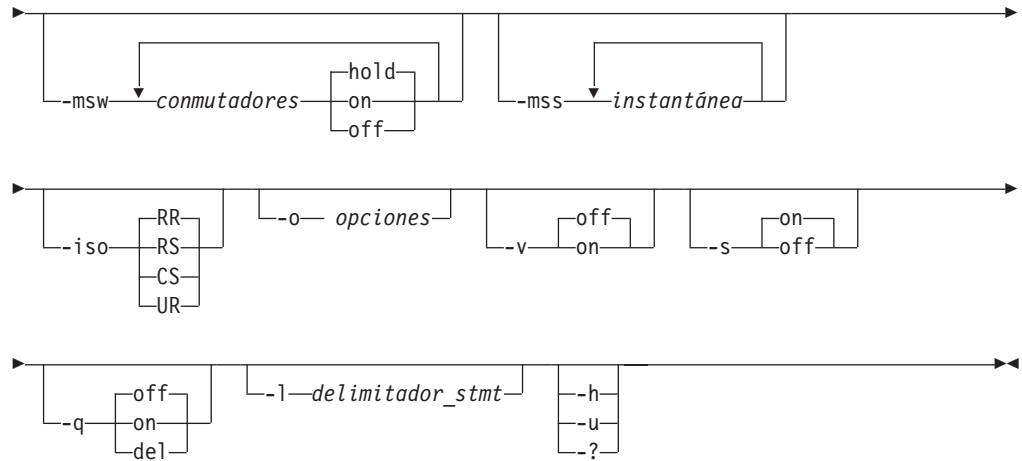 hold
-msw conmutadores on -mss instantánea
off
RR off on
-iso RS -o opciones -v on -s off
CS
UR
off -h
-q on -l delimitador_stmt -u
del -?